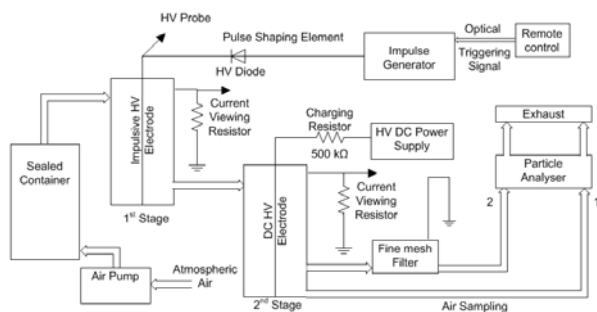 HV Probe
Pulse Shaping Element
HV Diode
Impulse
Generator
Optical
Triggering
Signal
Remote
control
Impulsive HV
Electrode
Current
Viewing
Resistor
1st Stage
Sealed
Container
Air Pump
Atmospheric
Air
Charging
Resistor
500 kΩ
HV DC Power
Supply
DC HV
Electrode
Current
Viewing
Resistor
2nd Stage
Fine mesh
Filter
Exhaust
Particle
Analyser
2
1
Air Sampling